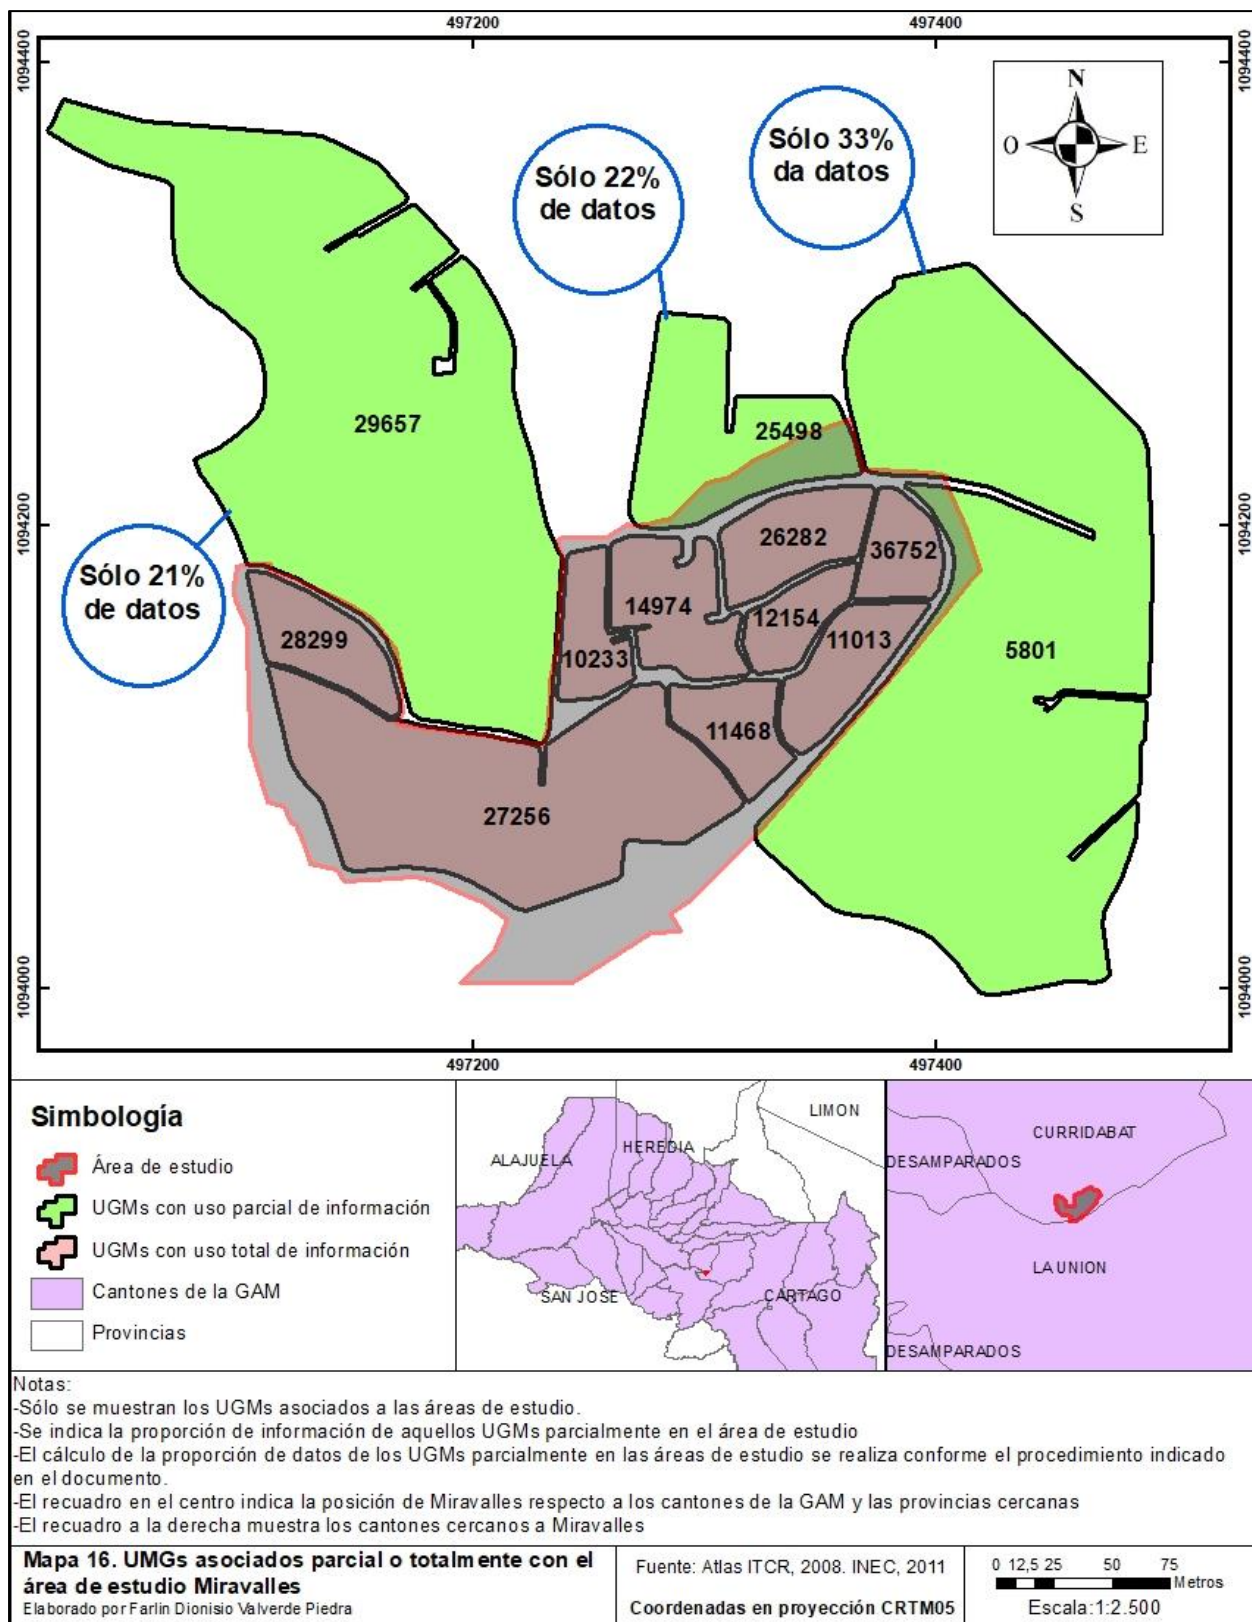 497200
497400
1094400
1094400
N
O
E
S
Sólo 33%
da datos
Sólo 22%
de datos
29657
25498
1094200
1094200
26282
36752
Sólo 21%
de datos
14974
12154
28299
10233
11013
5801
11468
27256
1094000
1094000
497200
497400
Simbología
Área de estudio
UGMs con uso parcial de información
UGMs con uso total de información
Cantones de la GAM
Provincias
LIMON
HEREDIA
ALAJUELA
SAN JOSE
CARTAGO
CURRIDABAT
DESAMPARADOS
LA UNION
DESAMPARADOS
Notas:
-Sólo se muestran los UGMs asociados a las áreas de estudio.
-Se indica la proporción de información de aquellos UGMs parcialmente en el área de estudio
-El cálculo de la proporción de datos de los UGMs parcialmente en las áreas de estudio se realiza conforme el procedimiento indicado
en el documento.
-El recuadro en el centro indica la posición de Miravalles respecto a los cantones de la GAM y las provincias cercanas
-El recuadro a la derecha muestra los cantones cercanos a Miravalles
Mapa 16. UMGs asociados parcial o totalmente con el
área de estudio Miravalles
Elaborado por Farlin Dionisio Valverde Piedra
Fuente: Atlas ITCR, 2008. INEC, 2011
Coordenadas en proyección CRTM05
0 12,5 25 50 75
Metros
Escala:1:2.500